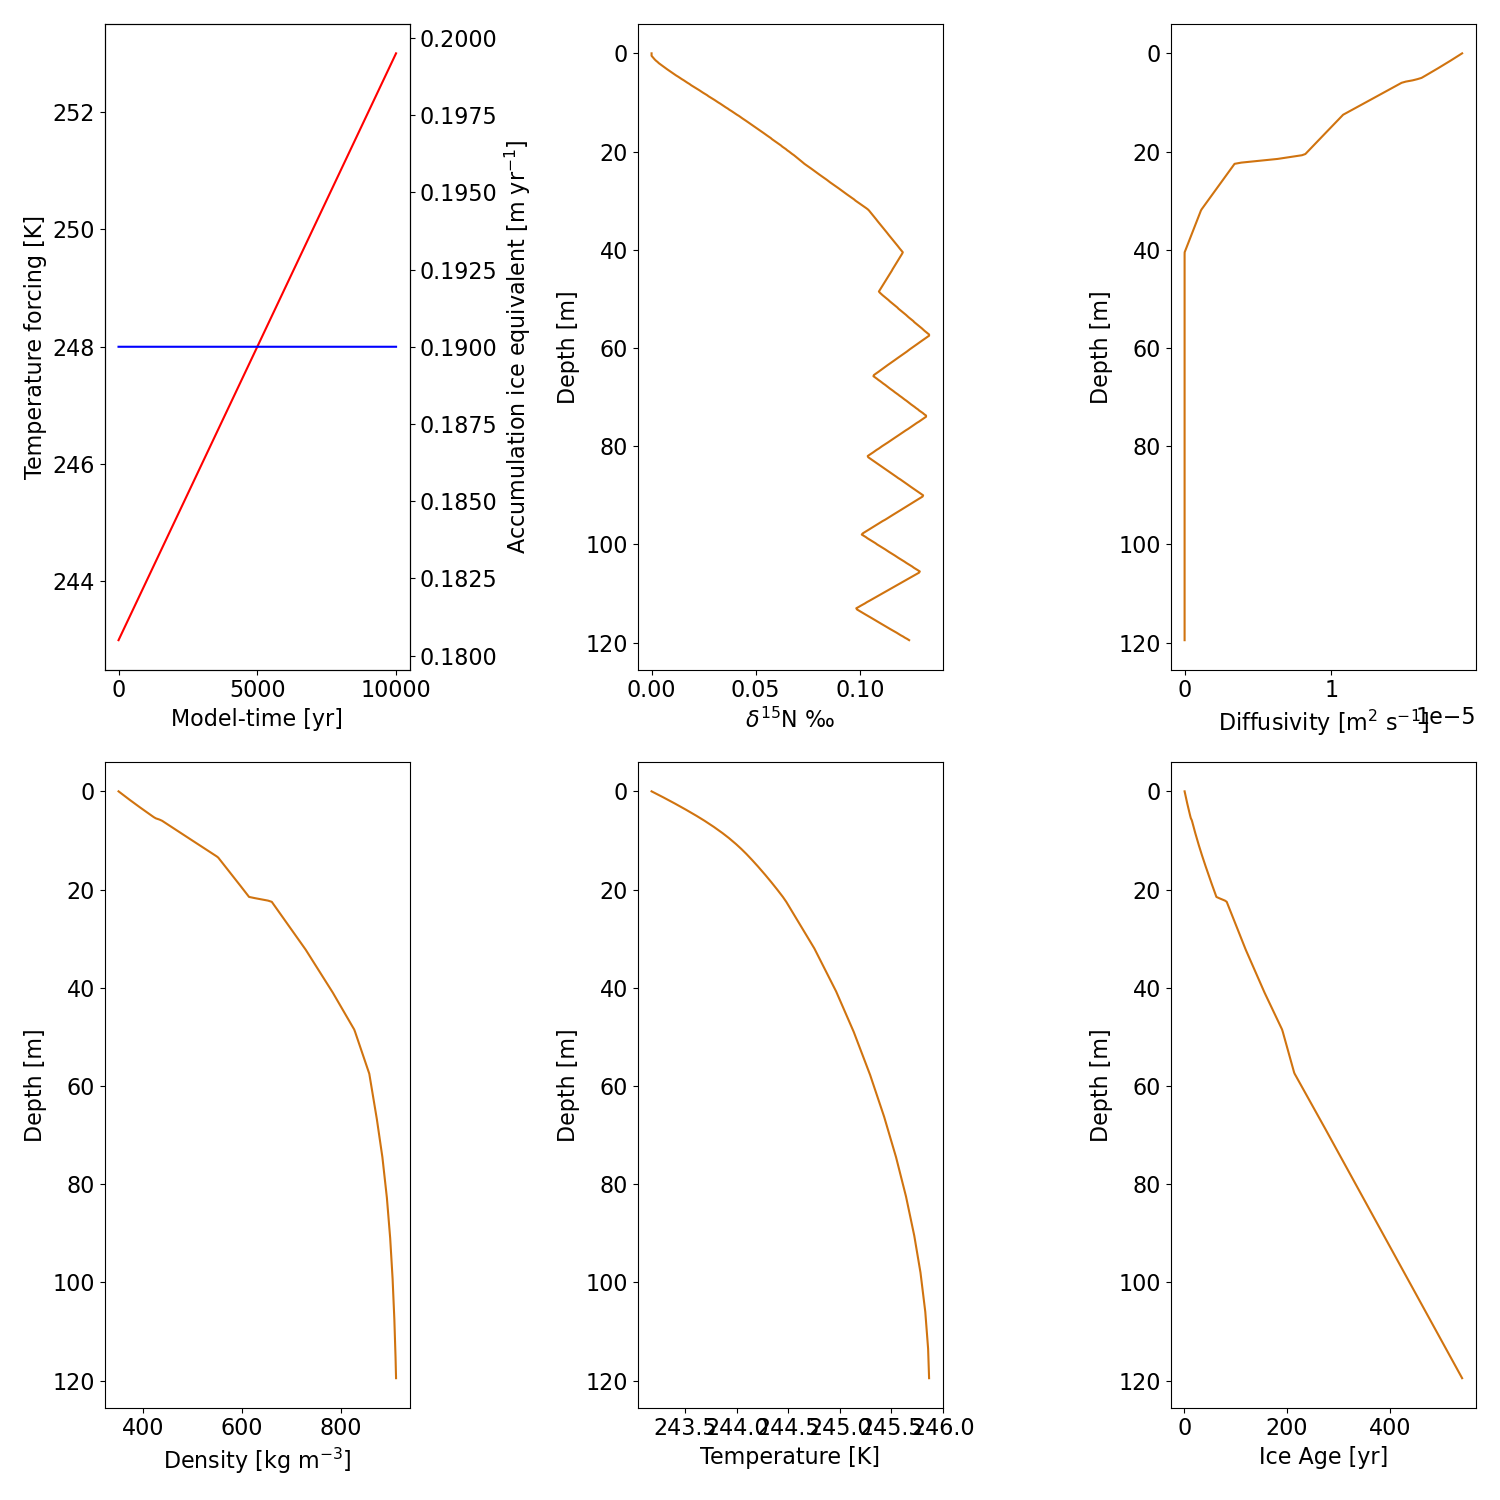 Temperature forcing [K]
252
250
248
246
244
0.2000
0.1975
0.1950
0.1925
0.1900
0.1875
0.1850
0.1825
0.1800
Accumulation ice equivalent [m yr⁻¹]
0 5000 10000
Model-time [yr]
Depth [m]
0
20
40
60
80
100
120
0.00 0.05 0.10
δ¹⁵N ‰
Depth [m]
0
20
40
60
80
100
120
0 1
1e−5
Diffusivity [m² s⁻¹]
Depth [m]
0
20
40
60
80
100
120
400 600 800
Density [kg m⁻³]
Depth [m]
0
20
40
60
80
100
120
243.5 244.0 244.5 245.0 245.5 246.0
Temperature [K]
Depth [m]
0
20
40
60
80
100
120
0 200 400
Ice Age [yr]